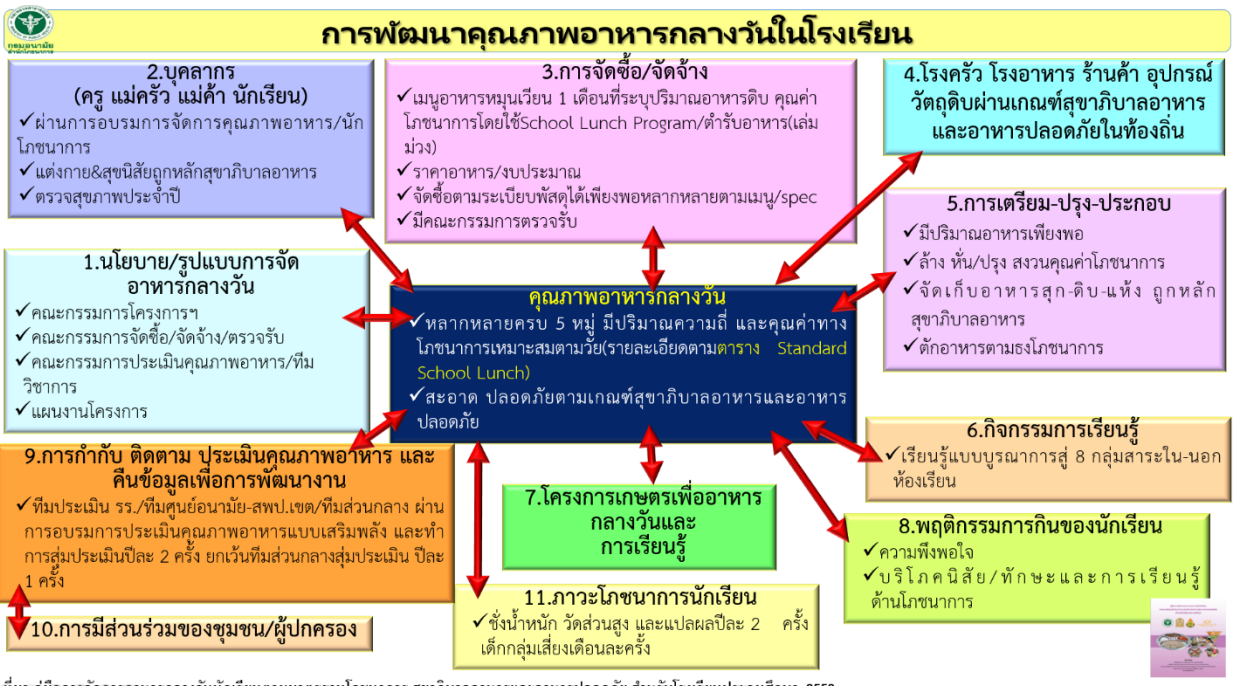 การพัฒนาคุณภาพอาหารกลางวันในโรงเรียน
กรมอนามัย
2.บุคลากร
(ครู แม่ครัว แม่ค้า นักเรียน)
✓ผ่านการอบรมการจัดการคุณภาพอาหาร/นัก
โภชนาการ
✓แต่งกาย&สุขนิสัยถูกหลักสุขาภิบาลอาหาร
✓ตรวจสุขภาพประจำปี
3.การจัดซื้อ/จัดจ้าง
✓เมนูอาหารหมุนเวียน 1 เดือนที่ระบุปริมาณอาหารดิบ คุณค่า
โภชนาการโดยใช้School Lunch Program/ตำรับอาหาร(เล่ม
ม่วง)
✓ราคาอาหาร/งบประมาณ
✓จัดซื้อตามระเบียบพัสดุได้เพียงพอหลากหลายตามเมนู/spec
✓มีคณะกรรมการตรวจรับ
4.โรงครัว โรงอาหาร ร้านค้า อุปกรณ์
วัตถุดิบผ่านเกณฑ์สุขาภิบาลอาหาร
และอาหารปลอดภัยในท้องถิ่น
5.การเตรียม-ปรุง-ประกอบ
✓มีปริมาณอาหารเพียงพอ
✓ล้าง หั่น/ปรุง สงวนคุณค่าโภชนาการ
✓จัดเก็บอาหารสุก-ดิบ-แห้ง ถูกหลัก
สุขาภิบาลอาหาร
✓ตักอาหารตามธงโภชนาการ
1.นโยบาย/รูปแบบการจัด
อาหารกลางวัน
✓คณะกรรมการโครงการฯ
✓คณะกรรมการจัดซื้อ/จัดจ้าง/ตรวจรับ
✓คณะกรรมการประเมินคุณภาพอาหาร/ทีม
วิชาการ
✓แผนงานโครงการ
คุณภาพอาหารกลางวัน
✓หลากหลายครบ 5 หมู่ มีปริมาณความถี่ และคุณค่าทาง
โภชนาการเหมาะสมตามวัย(รายละเอียดตามตาราง Standard
School Lunch)
✓สะอาด ปลอดภัยตามเกณฑ์สุขาภิบาลอาหารและอาหาร
ปลอดภัย
6.กิจกรรมการเรียนรู้
✓เรียนรู้แบบบูรณาการสู่ 8 กลุ่มสาระใน-นอก
ห้องเรียน
9.การกำกับ ติดตาม ประเมินคุณภาพอาหาร และ
คืนข้อมูลเพื่อการพัฒนางาน
✓ทีมประเมิน รร./ทีมศูนย์อนามัย-สพป.เขต/ทีมส่วนกลาง ผ่าน
การอบรมการประเมินคุณภาพอาหารแบบเสริมพลัง และทำ
การสุ่มประเมินปีละ 2 ครั้ง ยกเว้นทีมส่วนกลางสุ่มประเมิน ปีละ
1 ครั้ง
7.โครงการเกษตรเพื่ออาหาร
กลางวันและ
การเรียนรู้
8.พฤติกรรมการกินของนักเรียน
✓ความพึงพอใจ
✓บริโภคนิสัย/ทักษะและการเรียนรู้
ด้านโภชนาการ
10.การมีส่วนร่วมของชุมชน/ผู้ปกครอง
11.ภาวะโภชนาการนักเรียน
✓ชั่งน้ำหนัก วัดส่วนสูง และแปลผลปีละ 2 ครั้ง
เด็กกลุ่มเสี่ยงเดือนละครั้ง